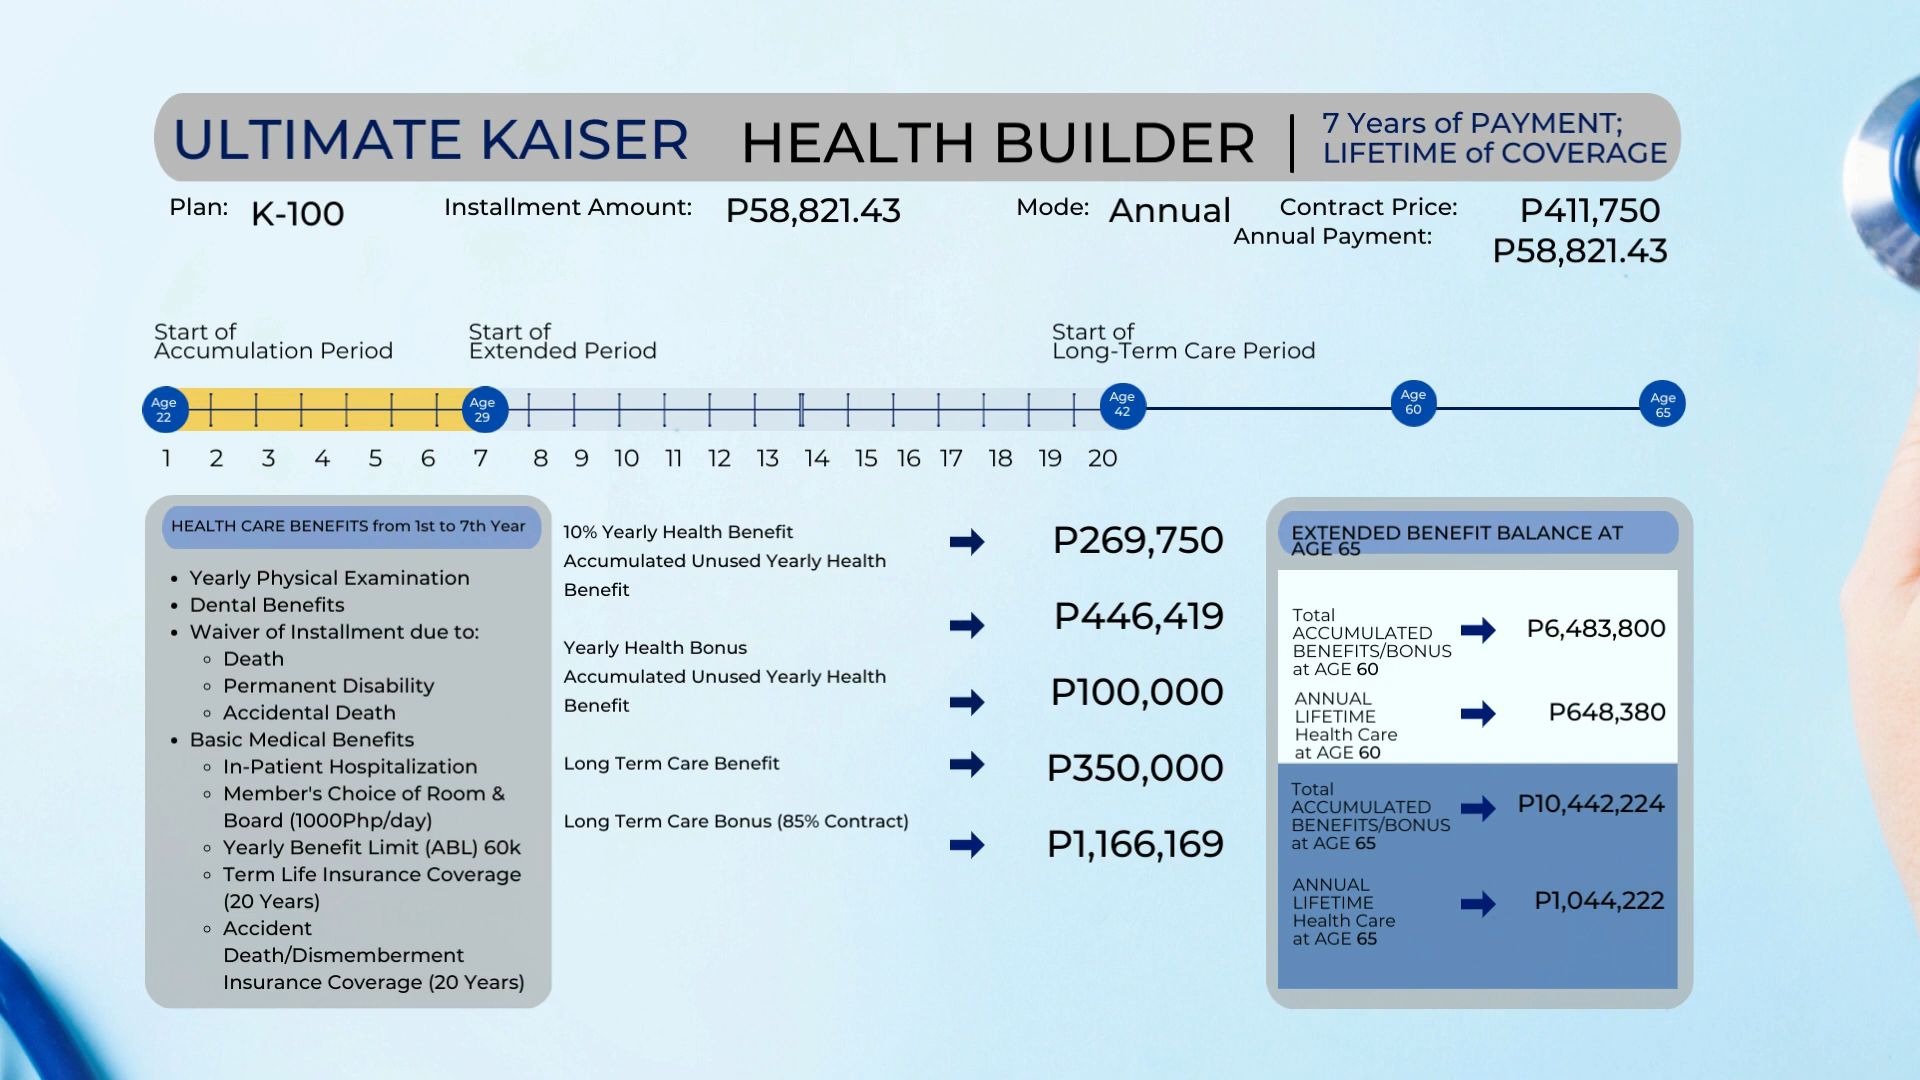 ULTIMATE KAISER HEALTH BUILDER | 7 Years of PAYMENT;
LIFETIME of COVERAGE
Plan: K-100 Installment Amount: P58,821.43 Mode: Annual Contract Price: P411,750
Annual Payment: P58,821.43
Start of
Accumulation Period
Start of
Extended Period
Start of
Long-Term Care Period
Age
22
Age
29
Age
42
Age
60
Age
65
1 2 3 4 5 6 7 8 9 10 11 12 13 14 15 16 17 18 19 20
HEALTH CARE BENEFITS from 1st to 7th Year
• Yearly Physical Examination
• Dental Benefits
• Waiver of Installment due to:
◦ Death
◦ Permanent Disability
◦ Accidental Death
• Basic Medical Benefits
◦ In-Patient Hospitalization
◦ Member's Choice of Room &
Board (1000Php/day)
◦ Yearly Benefit Limit (ABL) 60k
◦ Term Life Insurance Coverage
(20 Years)
◦ Accident
Death/Dismemberment
Insurance Coverage (20 Years)
10% Yearly Health Benefit
Accumulated Unused Yearly Health
Benefit
Yearly Health Bonus
Accumulated Unused Yearly Health
Benefit
Long Term Care Benefit
Long Term Care Bonus (85% Contract)
P269,750
P446,419
P100,000
P350,000
P1,166,169
EXTENDED BENEFIT BALANCE AT
AGE 65
Total
ACCUMULATED
BENEFITS/BONUS
at AGE 60
P6,483,800
ANNUAL
LIFETIME
Health Care
at AGE 60
P648,380
Total
ACCUMULATED
BENEFITS/BONUS
at AGE 65
P10,442,224
ANNUAL
LIFETIME
Health Care
at AGE 65
P1,044,222